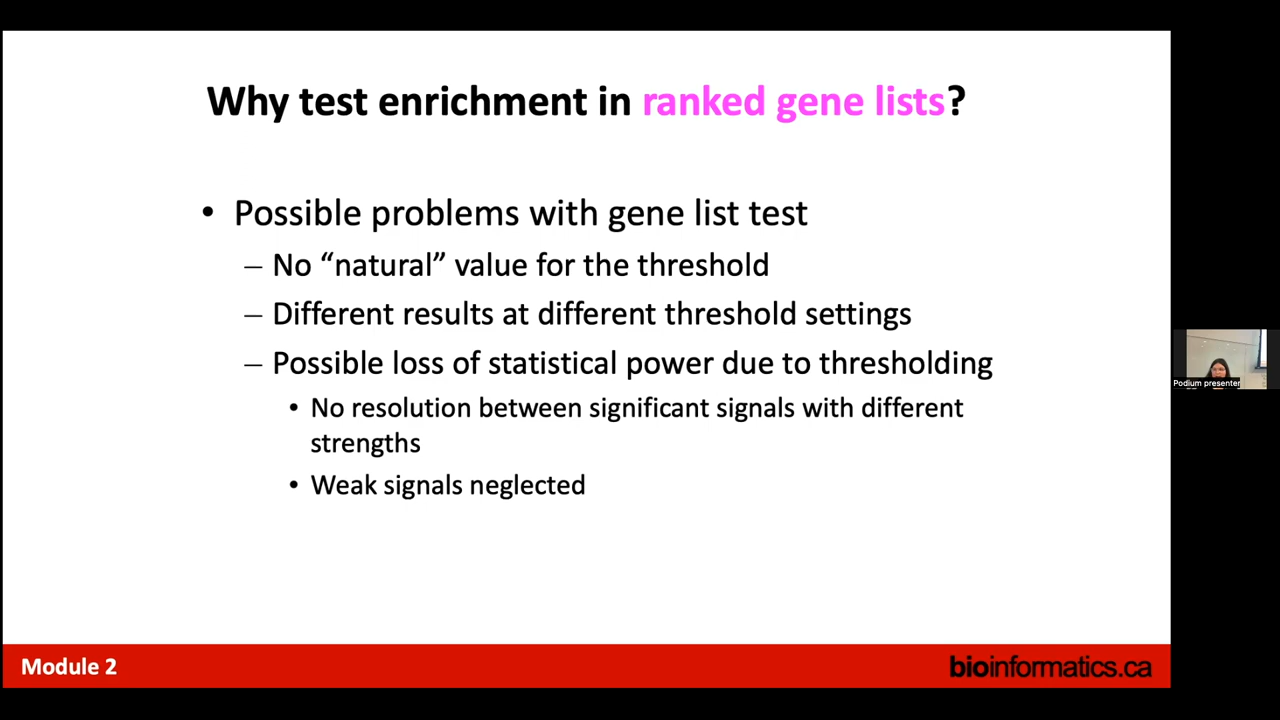 Why test enrichment in ranked gene lists?
• Possible problems with gene list test
– No “natural” value for the threshold
– Different results at different threshold settings
– Possible loss of statistical power due to thresholding
• No resolution between significant signals with different
strengths
• Weak signals neglected
Podium presenter
Module 2
bioinformatics.ca